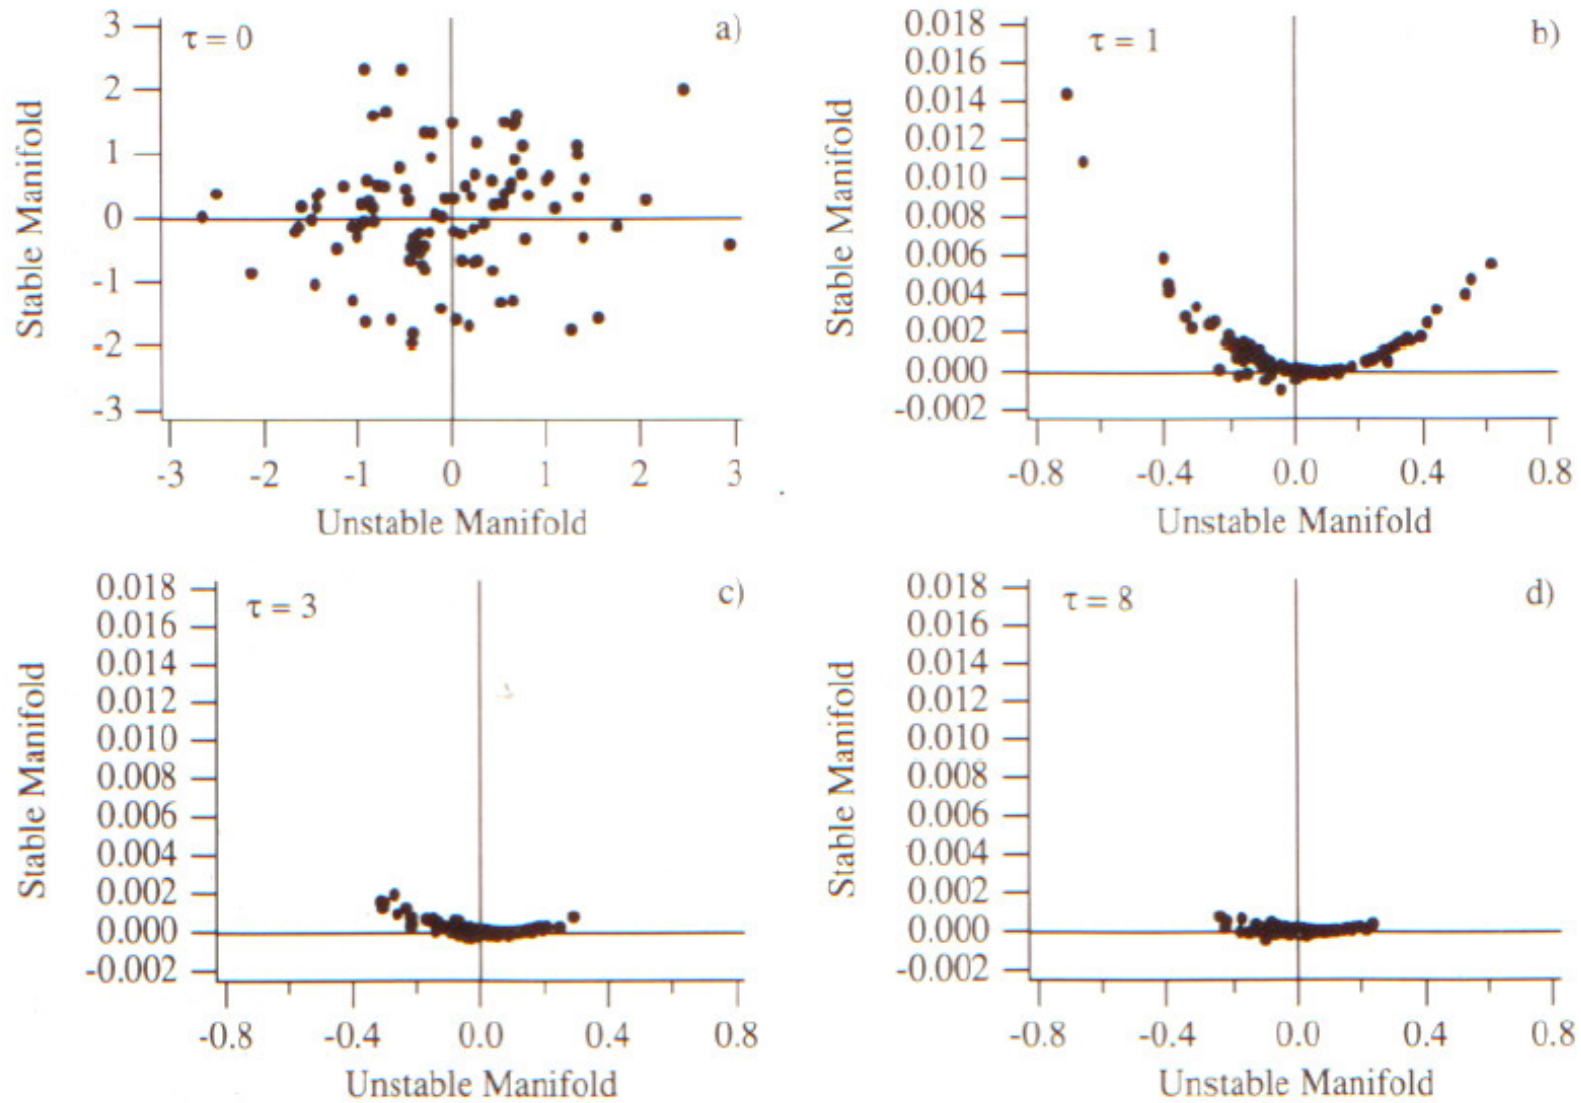 τ = 0
a)
3
2
1
0
-1
-2
-3
Stable Manifold
-3 -2 -1 0 1 2 3
Unstable Manifold
τ = 1
b)
0.018
0.016
0.014
0.012
0.010
0.008
0.006
0.004
0.002
0.000
-0.002
Stable Manifold
-0.8 -0.4 0.0 0.4 0.8
Unstable Manifold
τ = 3
c)
0.018
0.016
0.014
0.012
0.010
0.008
0.006
0.004
0.002
0.000
-0.002
Stable Manifold
-0.8 -0.4 0.0 0.4 0.8
Unstable Manifold
τ = 8
d)
0.018
0.016
0.014
0.012
0.010
0.008
0.006
0.004
0.002
0.000
-0.002
Stable Manifold
-0.8 -0.4 0.0 0.4 0.8
Unstable Manifold